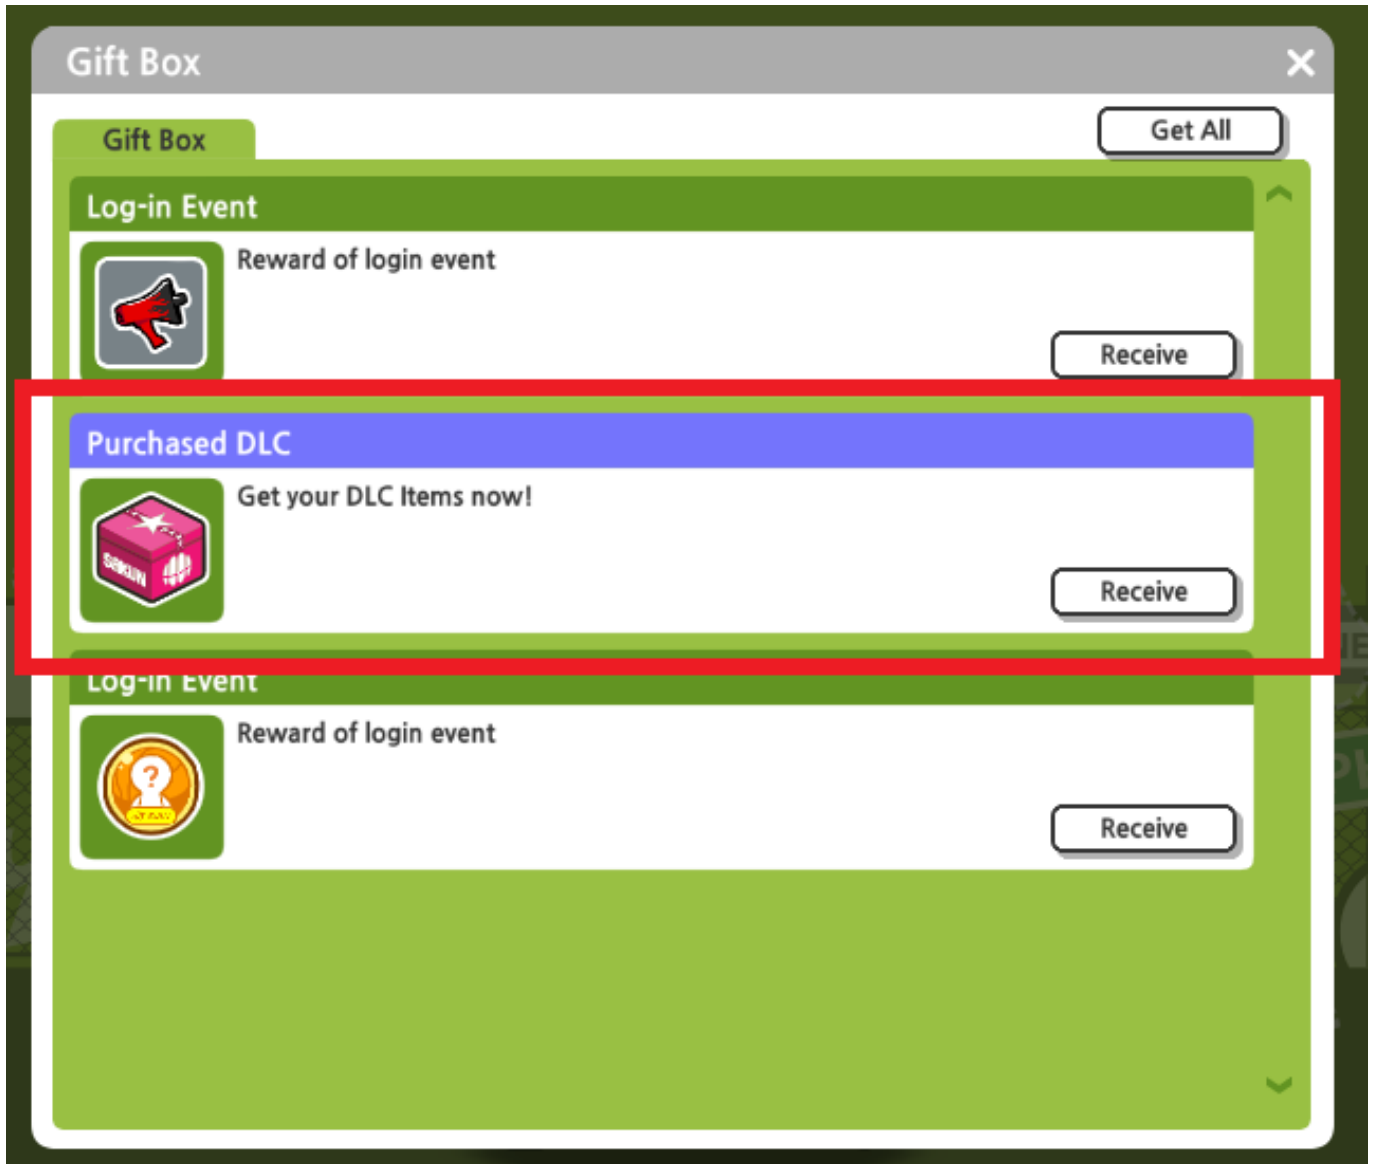 Gift Box
Gift Box
Get All
Log-in Event
Reward of login event
Receive
Purchased DLC
Get your DLC Items now!
Receive
Log-in Event
Reward of login event
Receive